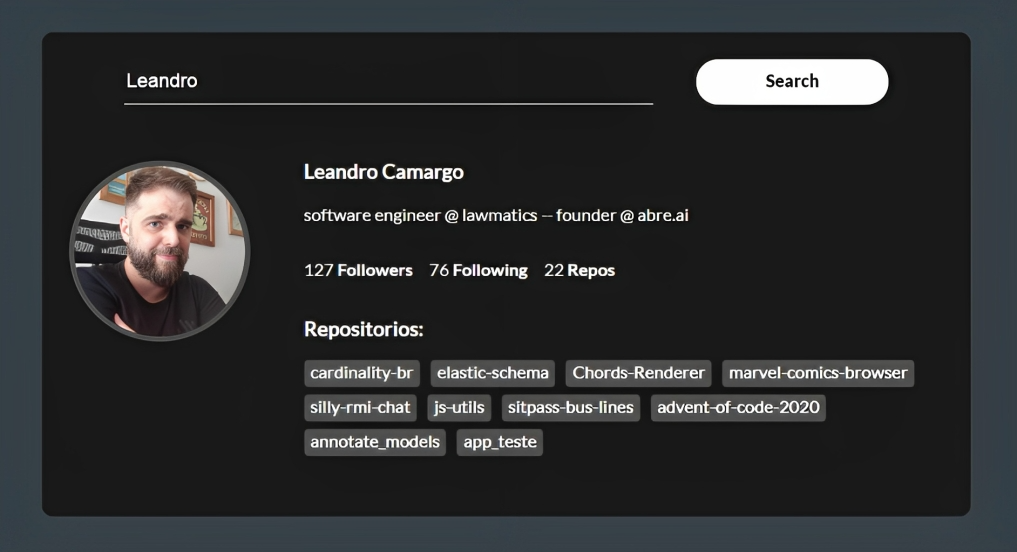 Leandro
Search
Leandro Camargo
software engineer @ lawmatics – founder @ abre.ai
127 Followers 76 Following 22 Repos
Repositorios:
cardinality-br elastic-schema Chords-Renderer marvel-comics-browser
silly-rmi-chat js-utils sitpass-bus-lines advent-of-code-2020
annotate_models app_teste